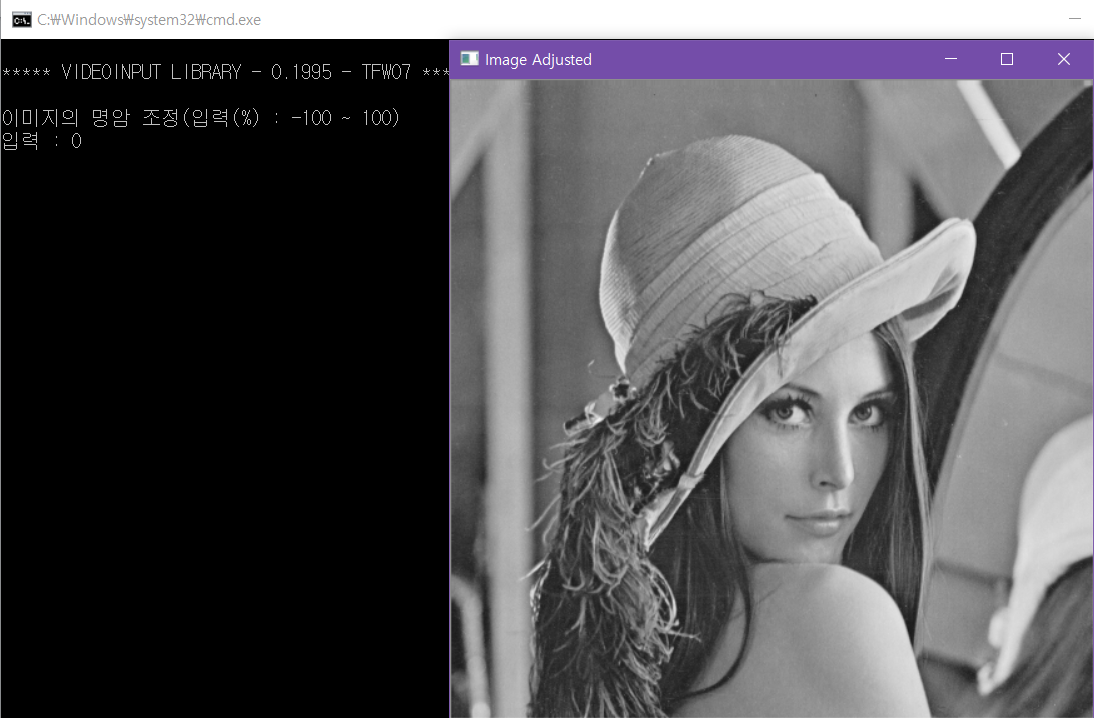 C:₩Windows₩system32₩cmd.exe
Image Adjusted
***** VIDEOINPUT LIBRARY - 0.1995 - TFW07 ***
이미지의 명암 조정(입력(%) : -100 ~ 100)
입력 : 0